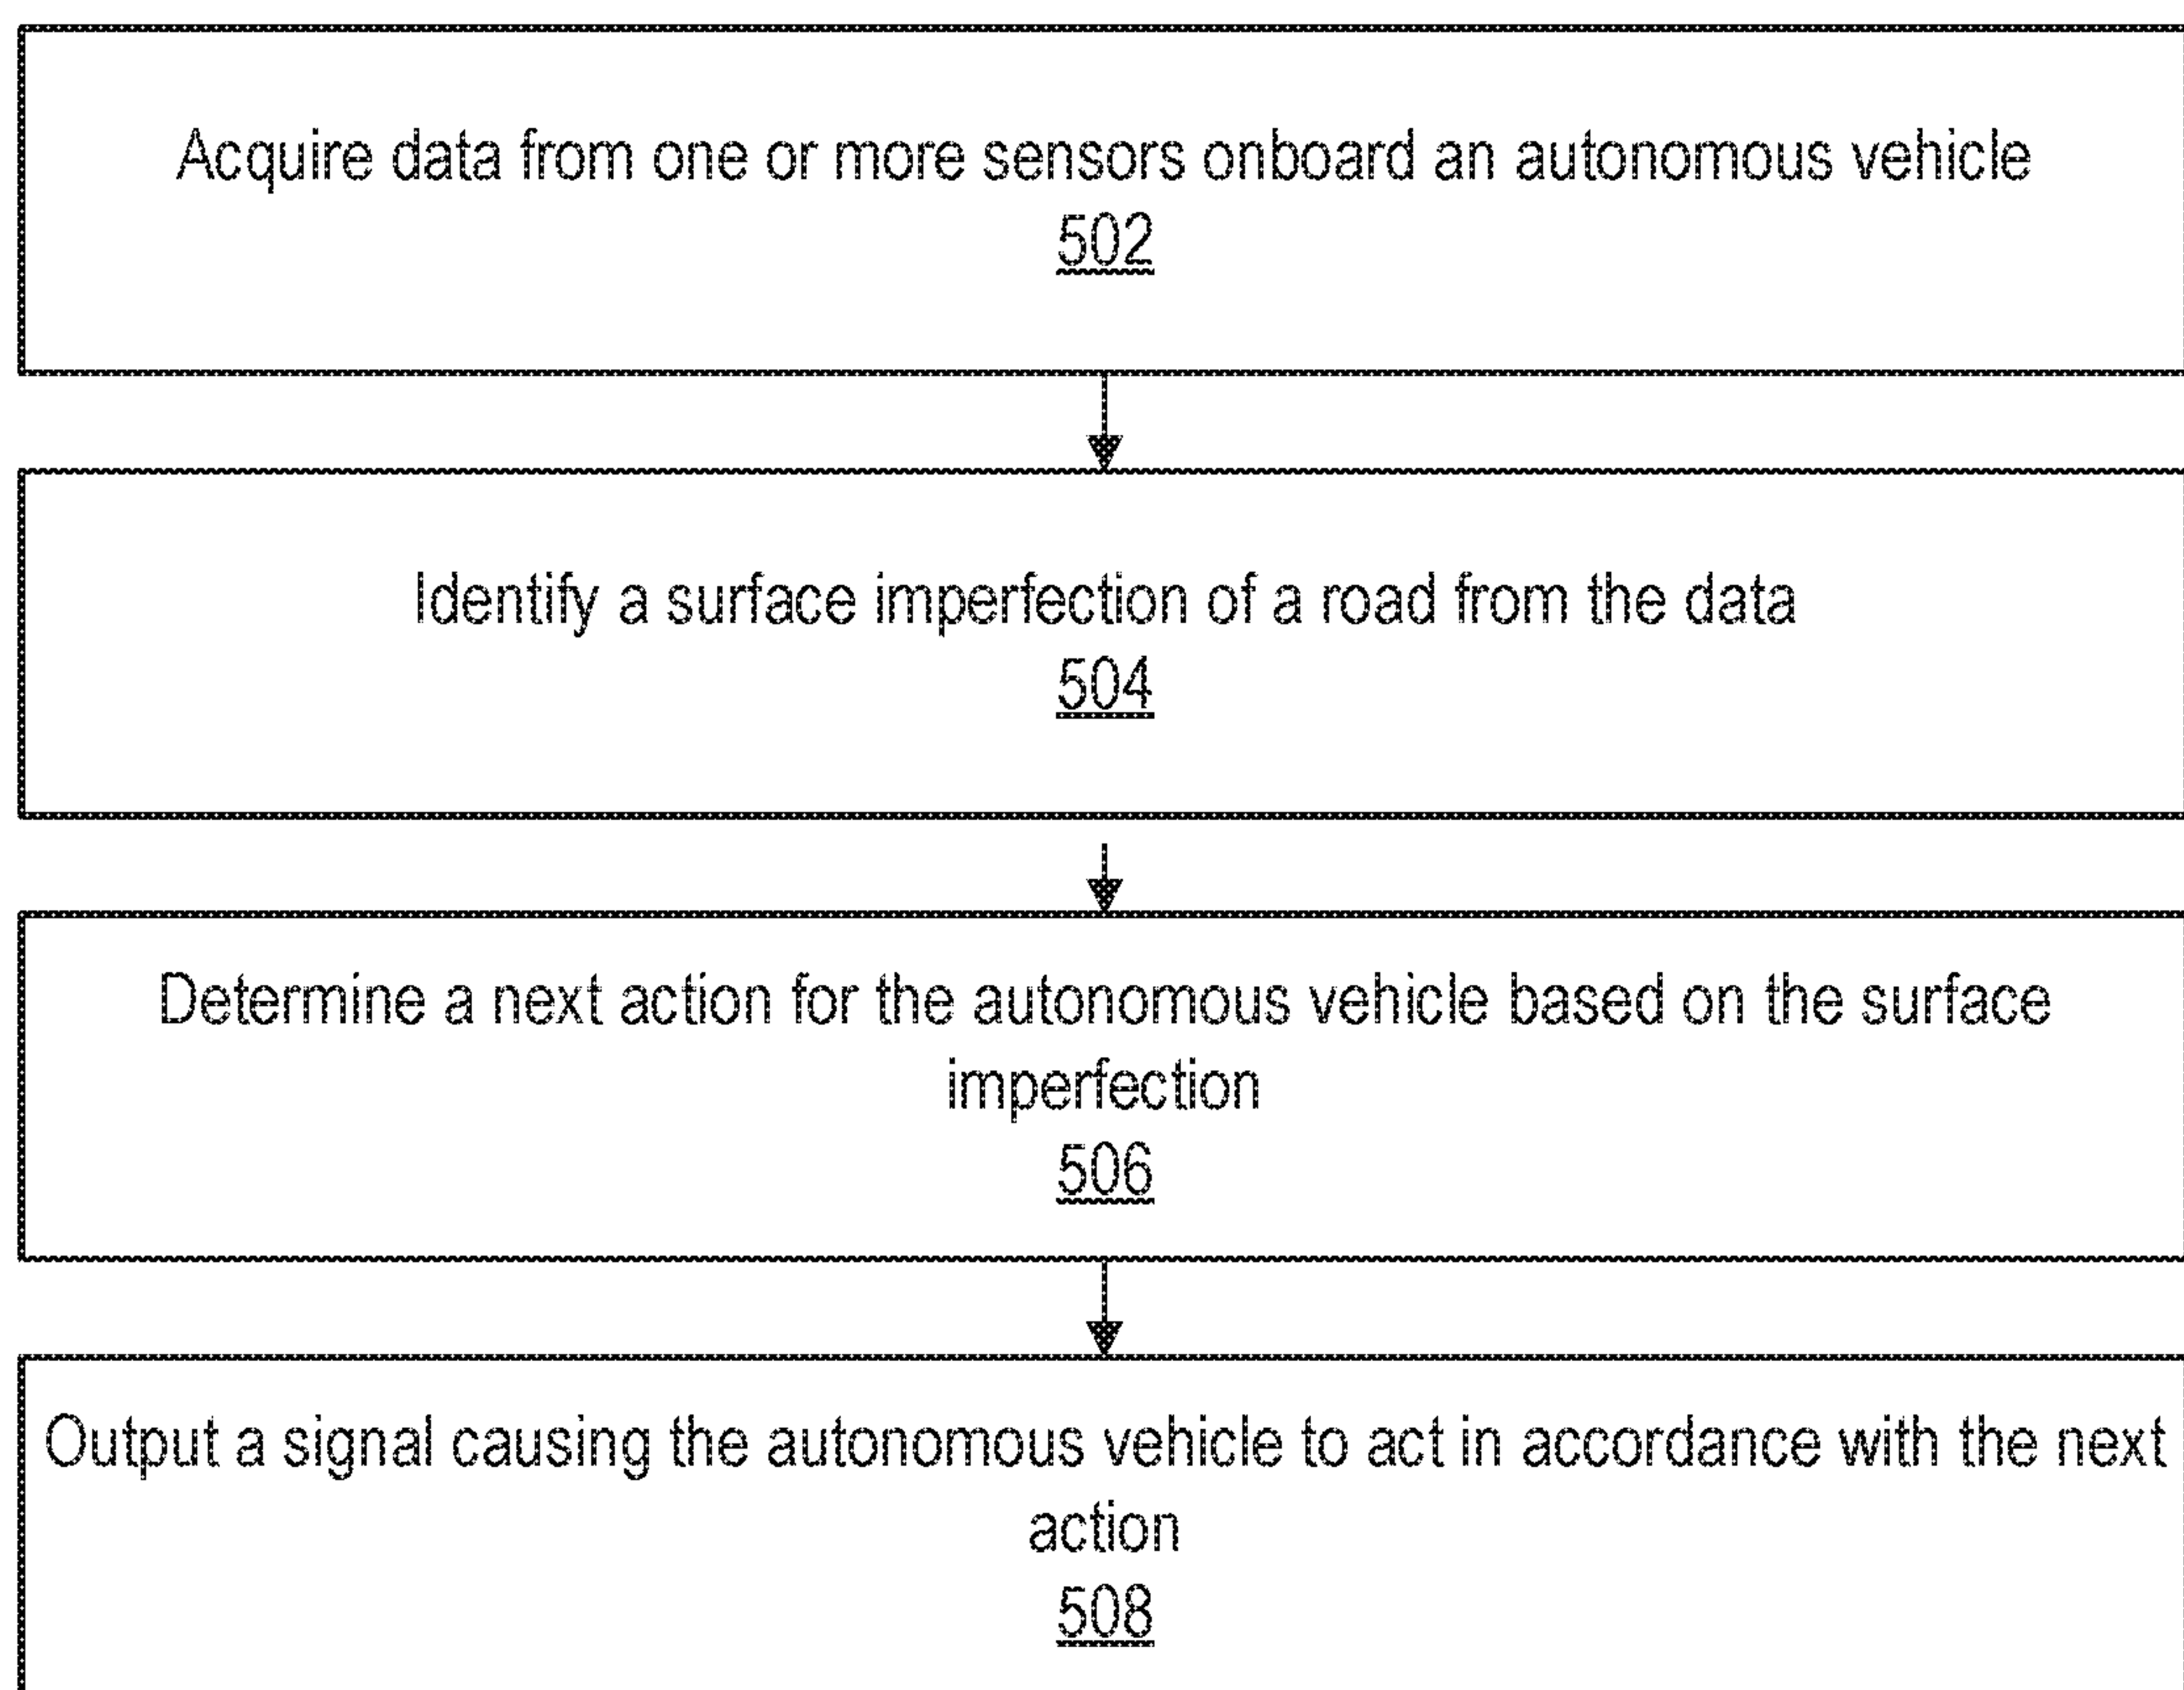 Acquire data from one or more sensors onboard an autonomous vehicle
502
Identify a surface imperfection of a road from the data
504
Determine a next action for the autonomous vehicle based on the surface
imperfection
506
Output a signal causing the autonomous vehicle to act in accordance with the next
action
508